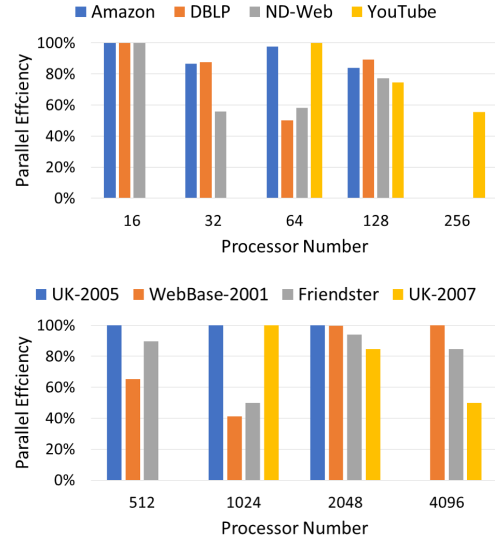 Amazon DBLP ND-Web YouTube
100%
80%
60%
40%
20%
0%
Parallel Effciency
16 32 64 128 256
Processor Number
UK-2005 WebBase-2001 Friendster UK-2007
100%
80%
60%
40%
20%
0%
Parallel Effciency
512 1024 2048 4096
Processor Number